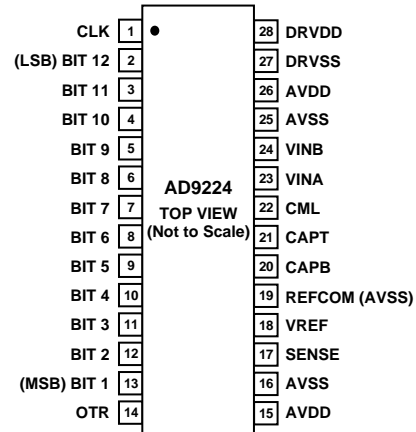 CLK 1 28 DRVDD
(LSB) BIT 12 2 27 DRVSS
BIT 11 3 26 AVDD
BIT 10 4 25 AVSS
BIT 9 5 24 VINB
BIT 8 6 23 VINA
BIT 7 7 22 CML
BIT 6 8 21 CAPT
BIT 5 9 20 CAPB
BIT 4 10 19 REFCOM (AVSS)
BIT 3 11 18 VREF
BIT 2 12 17 SENSE
(MSB) BIT 1 13 16 AVSS
OTR 14 15 AVDD
AD9224
TOP VIEW
(Not to Scale)